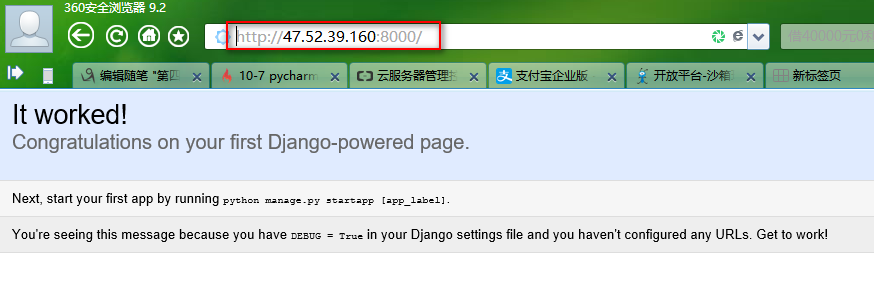 360安全浏览器 9.2
http://47.52.39.160:8000/
借40000元0利
编辑随笔 "第四
10-7 pycharm
云服务器管理控
支付宝企业版
开放平台-沙箱环
新标签页
It worked!
Congratulations on your first Django-powered page.
Next, start your first app by running python manage.py startapp [app_label].
You're seeing this message because you have DEBUG = True in your Django settings file and you haven't configured any URLs. Get to work!